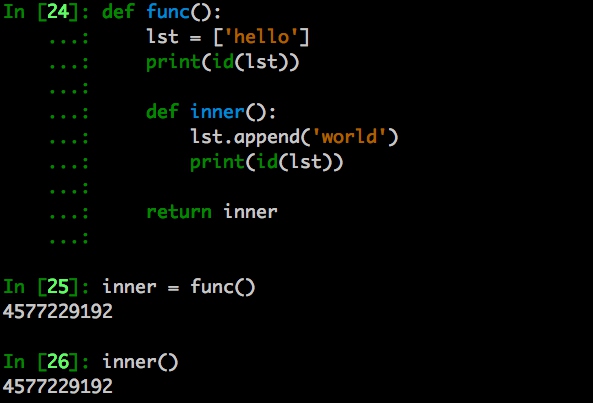 In [24]: def func():
    ...:     lst = ['hello']
    ...:     print(id(lst))
    ...:
    ...:     def inner():
    ...:         lst.append('world')
    ...:         print(id(lst))
    ...:
    ...:     return inner
    ...:
In [25]: inner = func()
4577229192
In [26]: inner()
4577229192